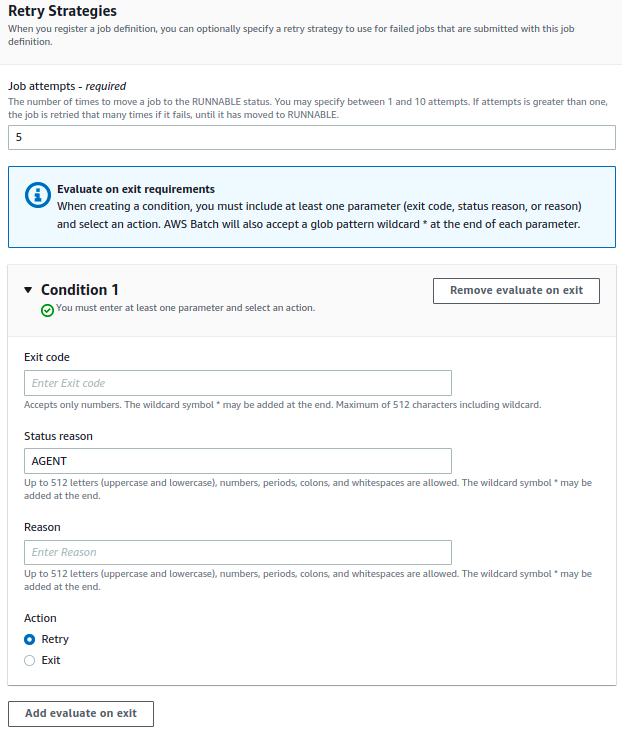 Retry Strategies
When you register a job definition, you can optionally specify a retry strategy to use for failed jobs that are submitted with this job
definition.
Job attempts - required
The number of times to move a job to the RUNNABLE status. You may specify between 1 and 10 attempts. If attempts is greater than one,
the job is retried that many times if it fails, until it has moved to RUNNABLE.
5
Evaluate on exit requirements
When creating a condition, you must include at least one parameter (exit code, status reason, or reason)
and select an action. AWS Batch will also accept a glob pattern wildcard * at the end of each parameter.
Condition 1
Remove evaluate on exit
You must enter at least one parameter and select an action.
Exit code
Enter Exit code
Accepts only numbers. The wildcard symbol * may be added at the end. Maximum of 512 characters including wildcard.
Status reason
AGENT
Up to 512 letters (uppercase and lowercase), numbers, periods, colons, and whitespaces are allowed. The wildcard symbol * may be
added at the end.
Reason
Enter Reason
Up to 512 letters (uppercase and lowercase), numbers, periods, colons, and whitespaces are allowed. The wildcard symbol * may be
added at the end.
Action
Retry
Exit
Add evaluate on exit